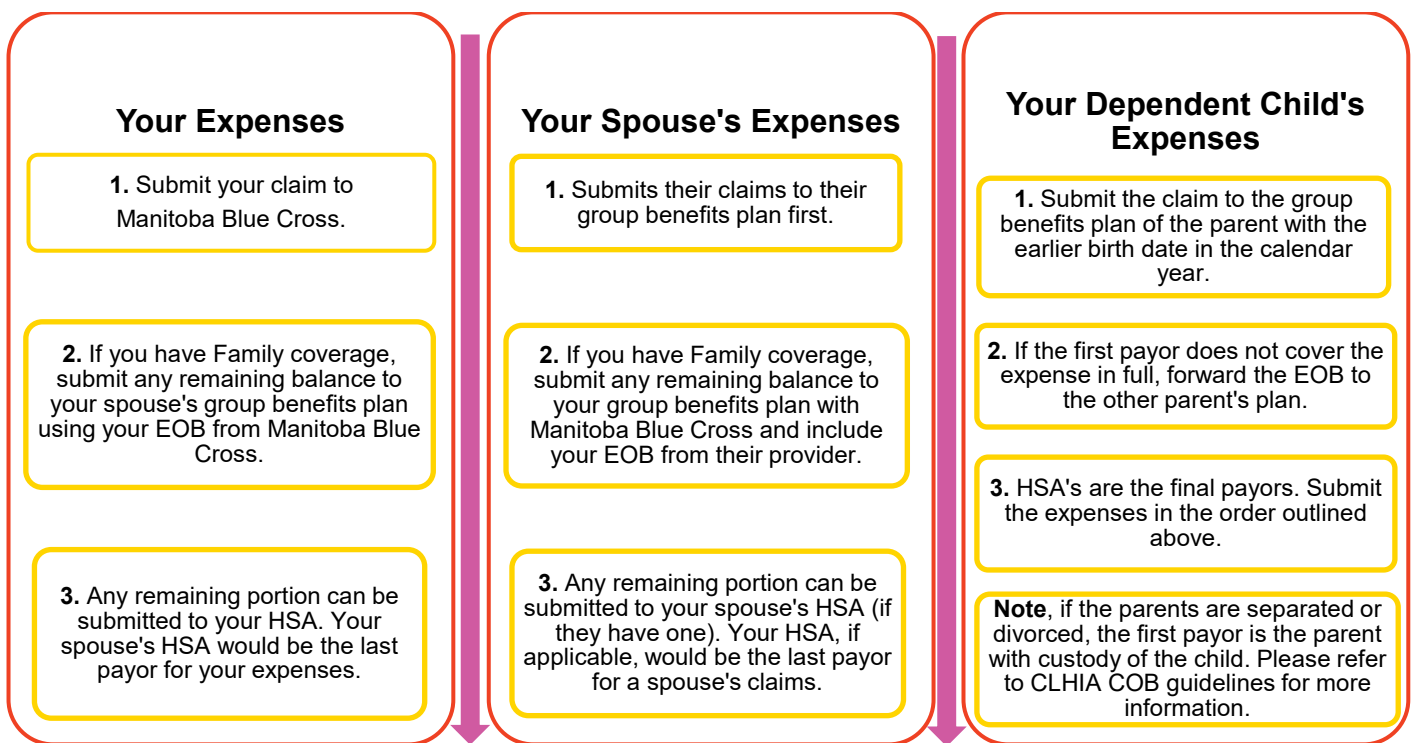 Your Expenses
1. Submit your claim to
Manitoba Blue Cross.
2. If you have Family coverage,
submit any remaining balance to
your spouse's group benefits plan
using your EOB from Manitoba Blue
Cross.
3. Any remaining portion can be
submitted to your HSA. Your
spouse's HSA would be the last
payor for your expenses.
Your Spouse's Expenses
1. Submits their claims to their
group benefits plan first.
2. If you have Family coverage,
submit any remaining balance to
your group benefits plan with
Manitoba Blue Cross and include
your EOB from their provider.
3. Any remaining portion can be
submitted to your spouse's HSA (if
they have one). Your HSA, if
applicable, would be the last payor
for a spouse's claims.
Your Dependent Child's
Expenses
1. Submit the claim to the group
benefits plan of the parent with the
earlier birth date in the calendar
year.
2. If the first payor does not cover the
expense in full, forward the EOB to
the other parent's plan.
3. HSA's are the final payors. Submit
the expenses in the order outlined
above.
Note, if the parents are separated or
divorced, the first payor is the parent
with custody of the child. Please refer
to CLHIA COB guidelines for more
information.